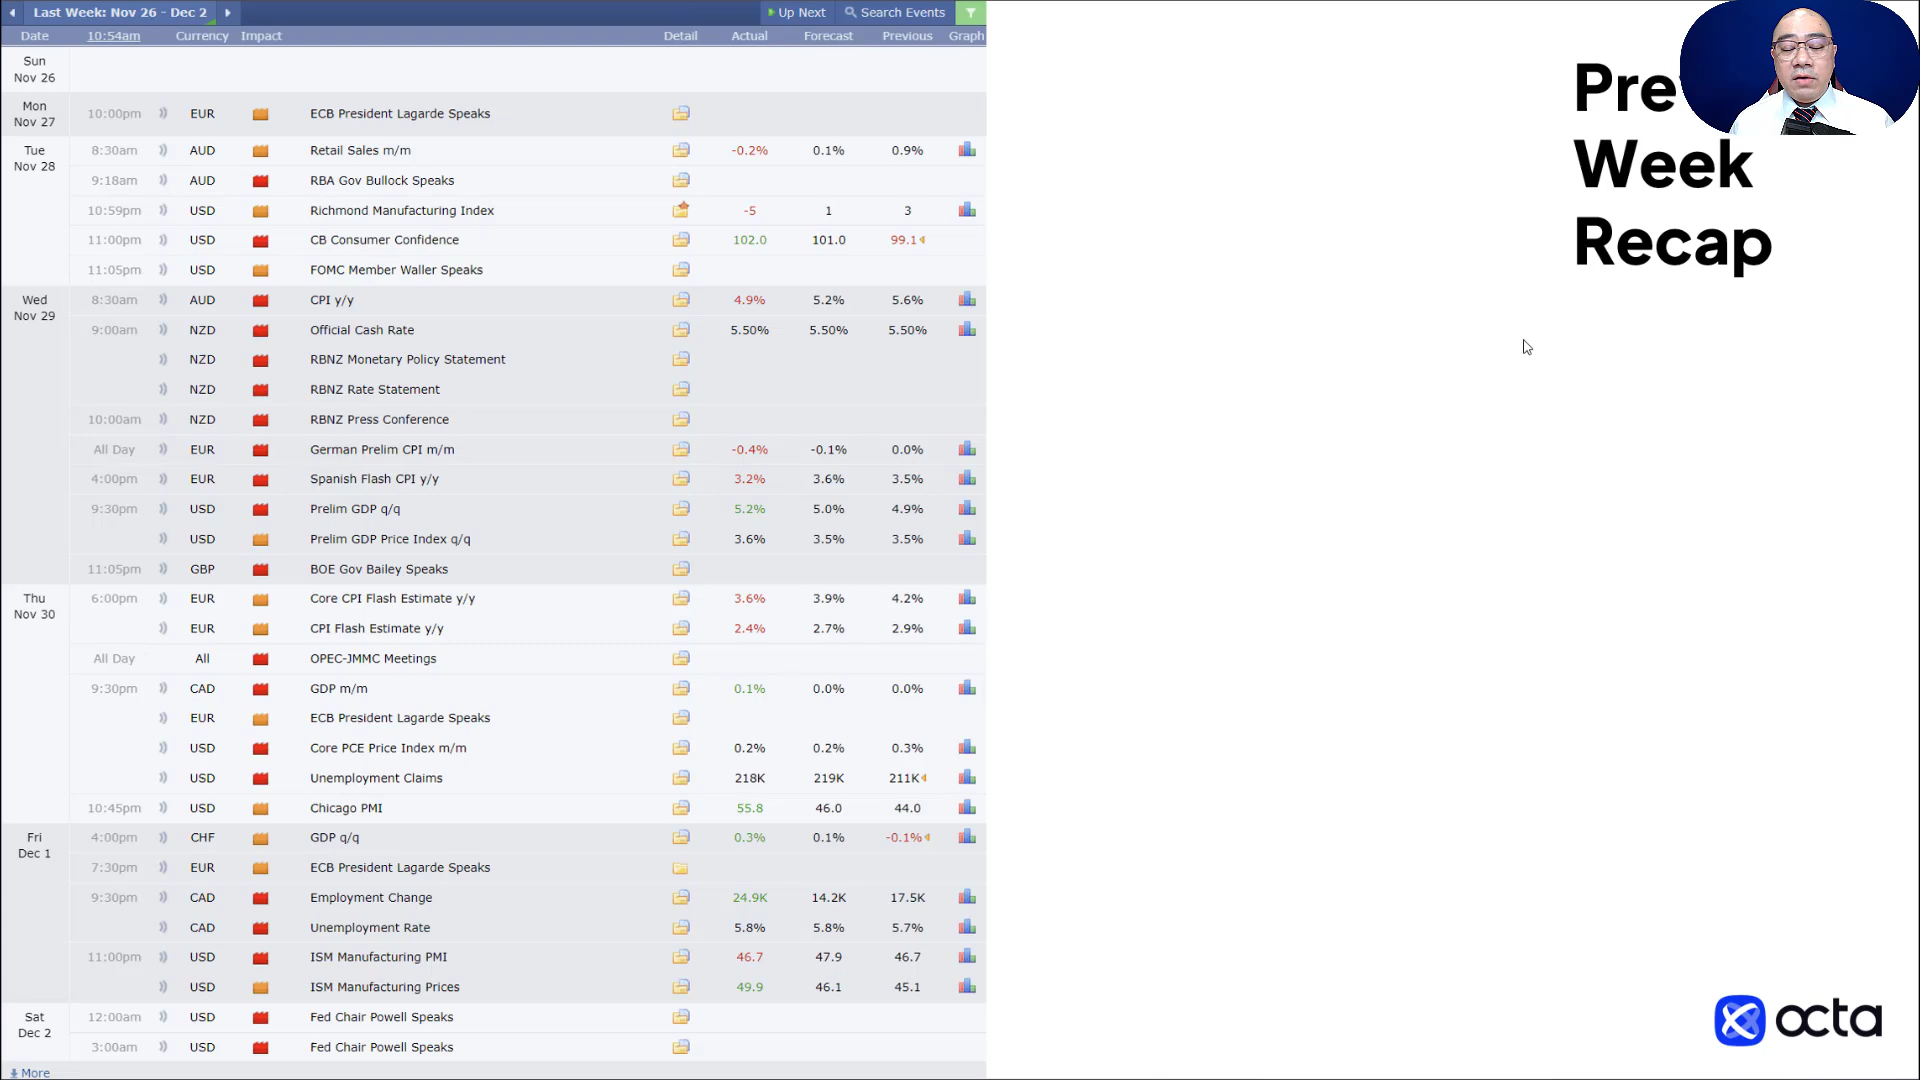 Last Week: Nov 26 - Dec 2 Up Next Search Events
Date 10:54am Currency Impact Detail Actual Forecast Previous Graph
Sun
Nov 26
Mon
Nov 27
10:00pm EUR ECB President Lagarde Speaks
Tue
Nov 28
8:30am AUD Retail Sales m/m -0.2% 0.1% 0.9%
9:18am AUD RBA Gov Bullock Speaks
10:59pm USD Richmond Manufacturing Index -5 1 3
11:00pm USD CB Consumer Confidence 102.0 101.0 99.1
11:05pm USD FOMC Member Waller Speaks
Wed
Nov 29
8:30am AUD CPI y/y 4.9% 5.2% 5.6%
9:00am NZD Official Cash Rate 5.50% 5.50% 5.50%
NZD RBNZ Monetary Policy Statement
NZD RBNZ Rate Statement
10:00am NZD RBNZ Press Conference
All Day EUR German Prelim CPI m/m -0.4% -0.1% 0.0%
4:00pm EUR Spanish Flash CPI y/y 3.2% 3.6% 3.5%
9:30pm USD Prelim GDP q/q 5.2% 5.0% 4.9%
USD Prelim GDP Price Index q/q 3.6% 3.5% 3.5%
11:05pm GBP BOE Gov Bailey Speaks
Thu
Nov 30
6:00pm EUR Core CPI Flash Estimate y/y 3.6% 3.9% 4.2%
EUR CPI Flash Estimate y/y 2.4% 2.7% 2.9%
All Day All OPEC-JMMC Meetings
9:30pm CAD GDP m/m 0.1% 0.0% 0.0%
EUR ECB President Lagarde Speaks
USD Core PCE Price Index m/m 0.2% 0.2% 0.3%
USD Unemployment Claims 218K 219K 211K
10:45pm USD Chicago PMI 55.8 46.0 44.0
Fri
Dec 1
4:00pm CHF GDP q/q 0.3% 0.1% -0.1%
7:30pm EUR ECB President Lagarde Speaks
9:30pm CAD Employment Change 24.9K 14.2K 17.5K
CAD Unemployment Rate 5.8% 5.8% 5.7%
11:00pm USD ISM Manufacturing PMI 46.7 47.9 46.7
USD ISM Manufacturing Prices 49.9 46.1 45.1
Sat
Dec 2
12:00am USD Fed Chair Powell Speaks
3:00am USD Fed Chair Powell Speaks
More
Week
Recap
octa